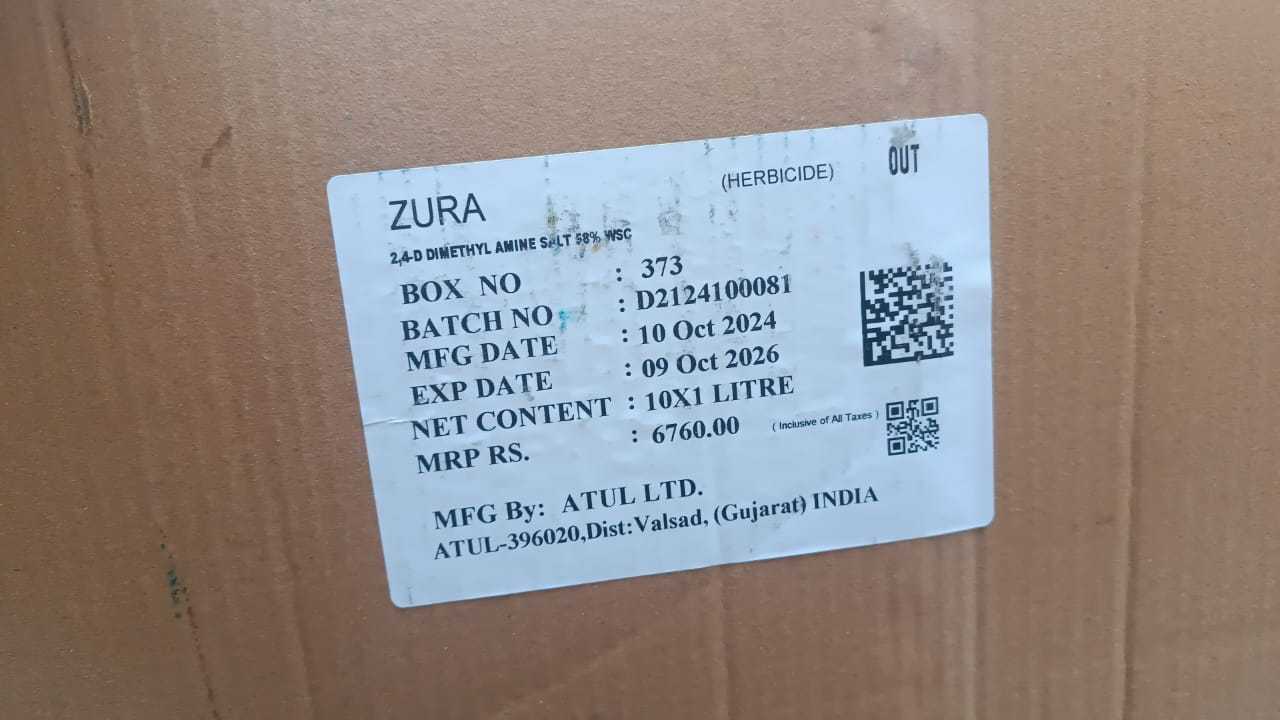 OUT
(HERBICIDE)
ZURA
2,4-D DIMETHYL AMINE SALT 58% WSC
BOX NO : 373
BATCH NO : D2124100081
MFG DATE : 10 Oct 2024
EXP DATE : 09 Oct 2026
NET CONTENT : 10X1 LITRE
MRP RS. : 6760.00 ( Inclusive of All Taxes )
MFG By: ATUL LTD.
ATUL-396020,Dist:Valsad, (Gujarat) INDIA